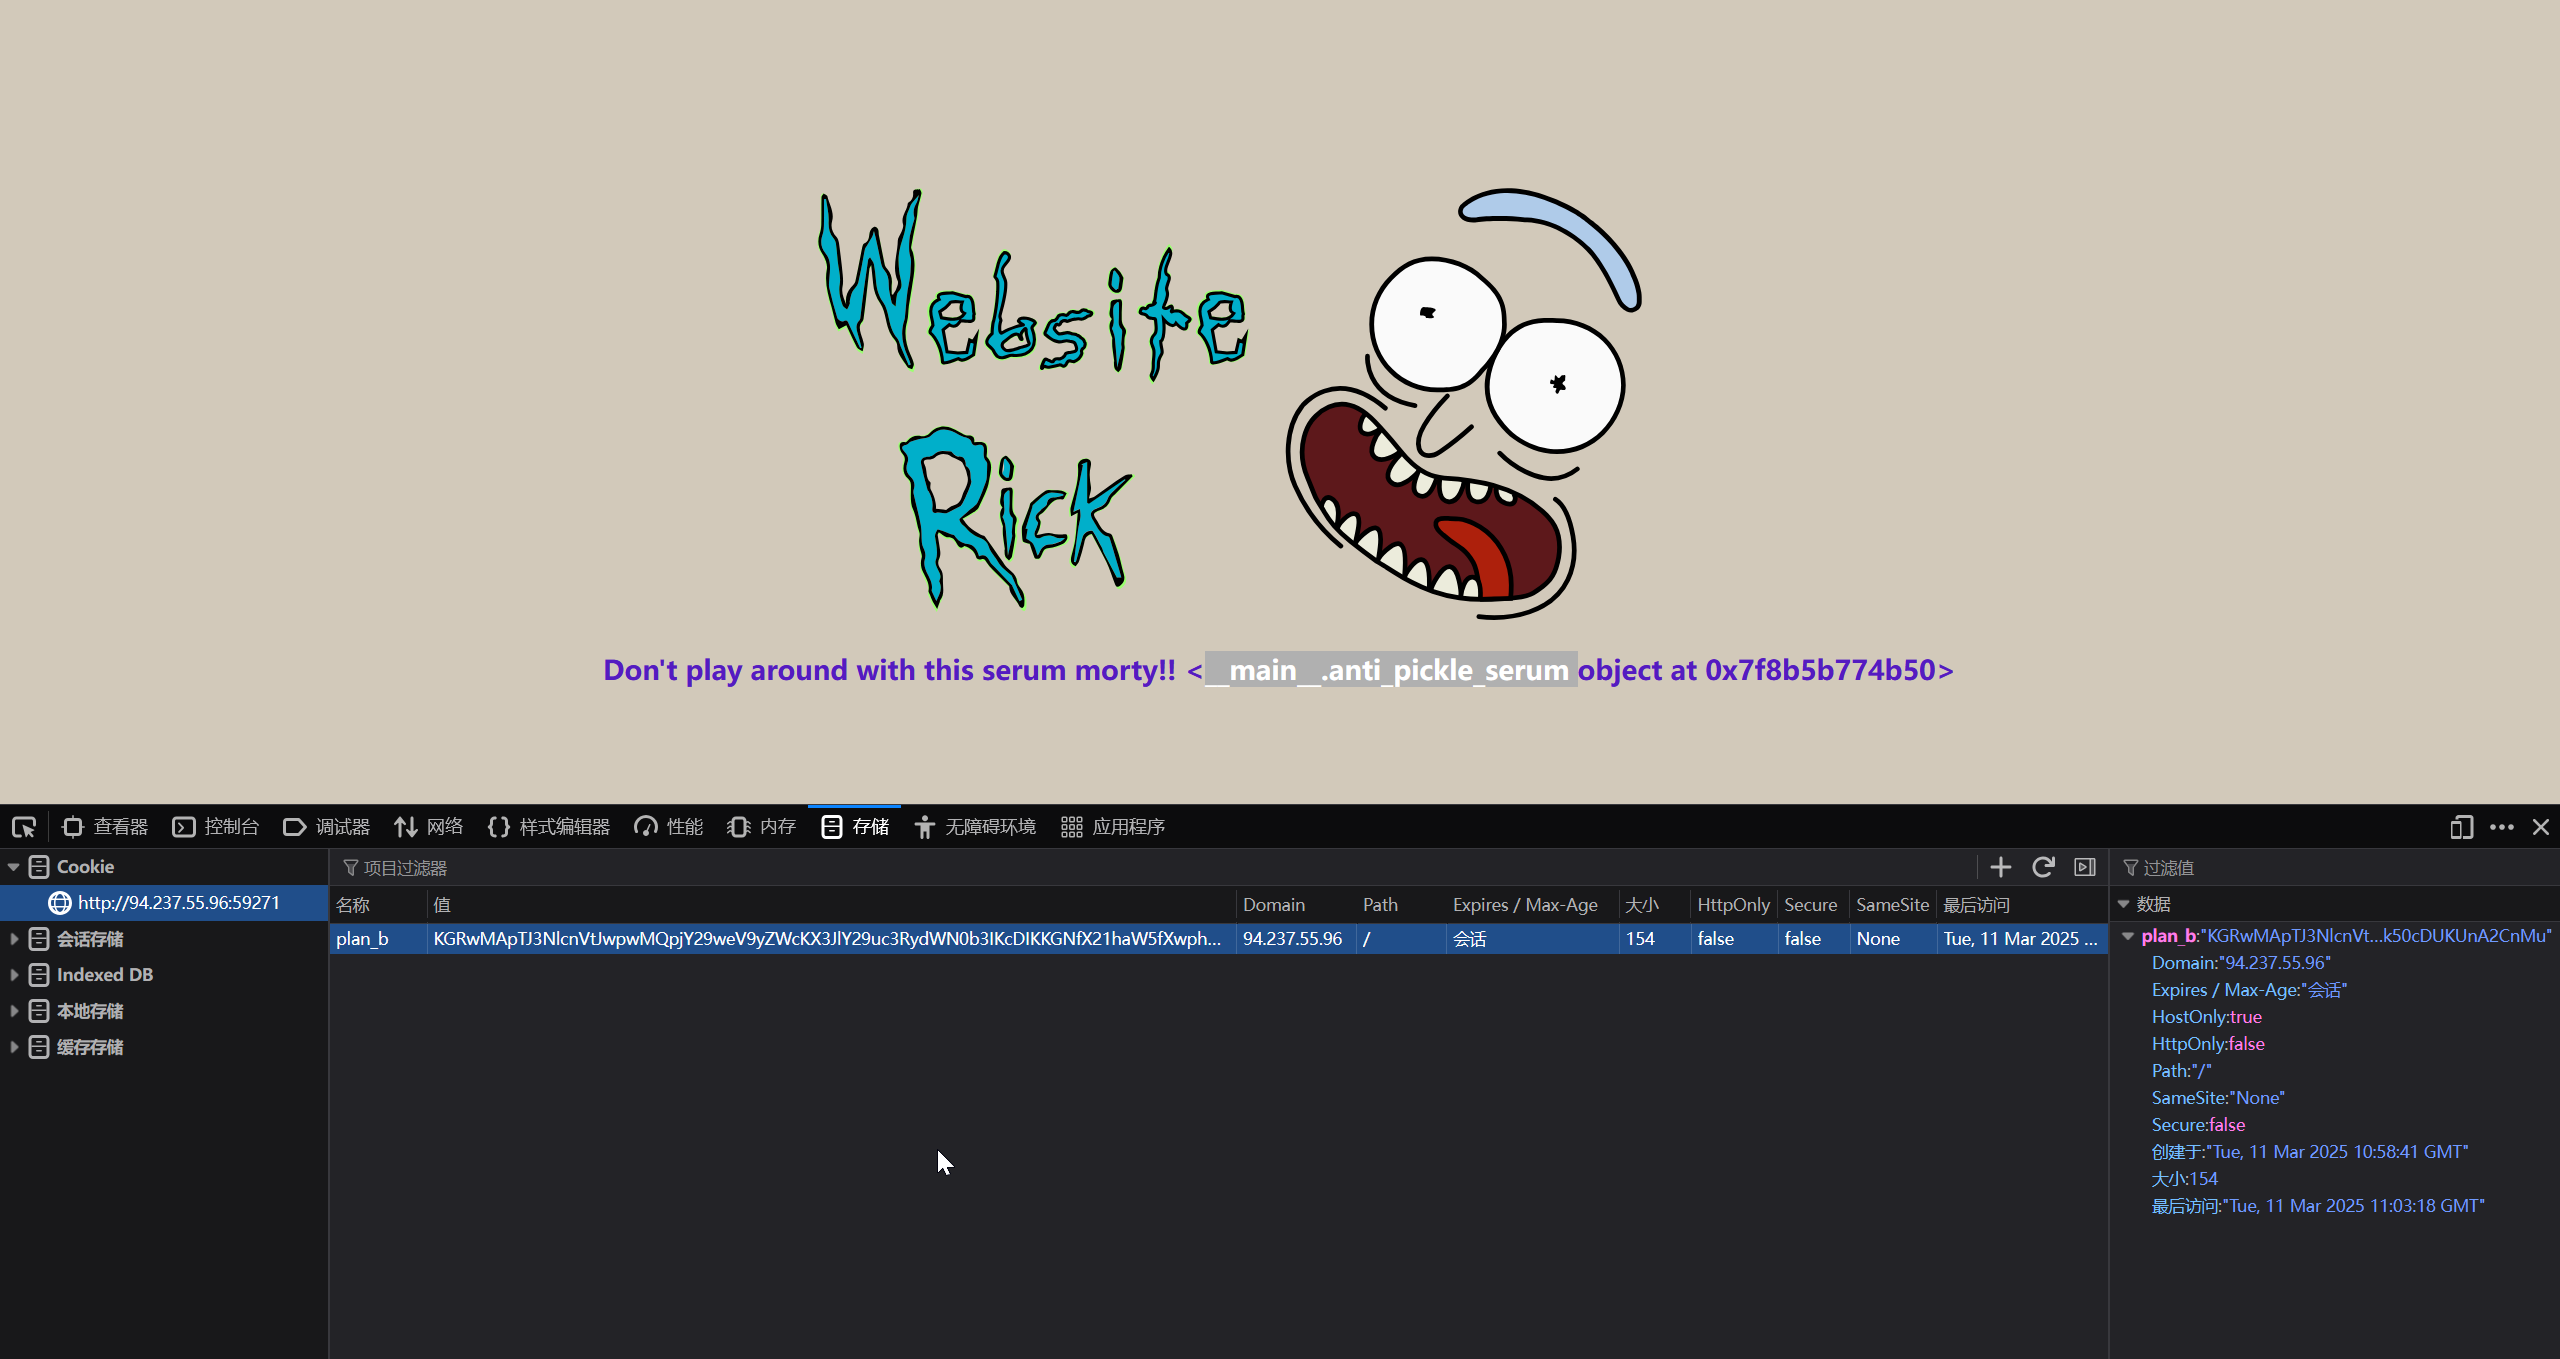 Website
Rick
Don't play around with this serum morty!! <__main__.anti_pickle_serum object at 0x7f8b5b774b50>
查看器 控制台 调试器 网络 样式编辑器 性能 内存 存储 无障碍环境 应用程序
Cookie
http://94.237.55.96:59271
会话存储
Indexed DB
本地存储
缓存存储
项目过滤器
名称 值 Domain Path Expires / Max-Age 大小 HttpOnly Secure SameSite 最后访问
plan_b KGRwMApTJ3NlcnVtJwpwMQpjY29weV9yZWcKX3JlY29uc3RydWN0b3IKcDIKKGNfX21haW5fXwph... 94.237.55.96 / 会话 154 false false None Tue, 11 Mar 2025 ...
过滤值
数据
plan_b:"KGRwMApTJ3NlcnVt...k50cDUKUnA2CnMu"
Domain:"94.237.55.96"
Expires / Max-Age:"会话"
HostOnly:true
HttpOnly:false
Path:"/"
SameSite:"None"
Secure:false
创建于:"Tue, 11 Mar 2025 10:58:41 GMT"
大小:154
最后访问:"Tue, 11 Mar 2025 11:03:18 GMT"